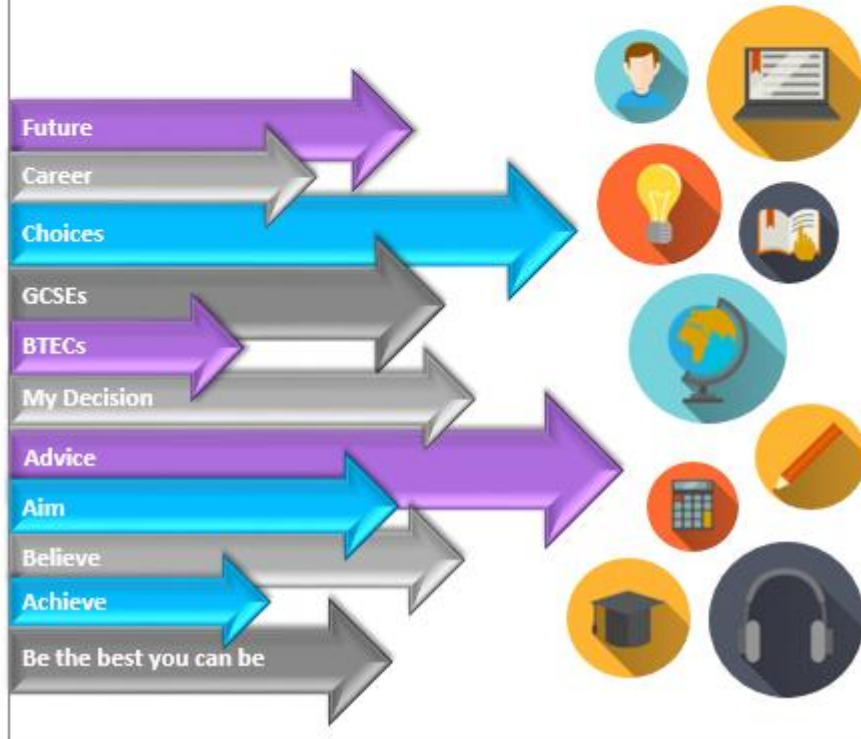 Future
Career
Choices
GCSEs
BTECs
My Decision
Advice
Aim
Believe
Achieve
Be the best you can be